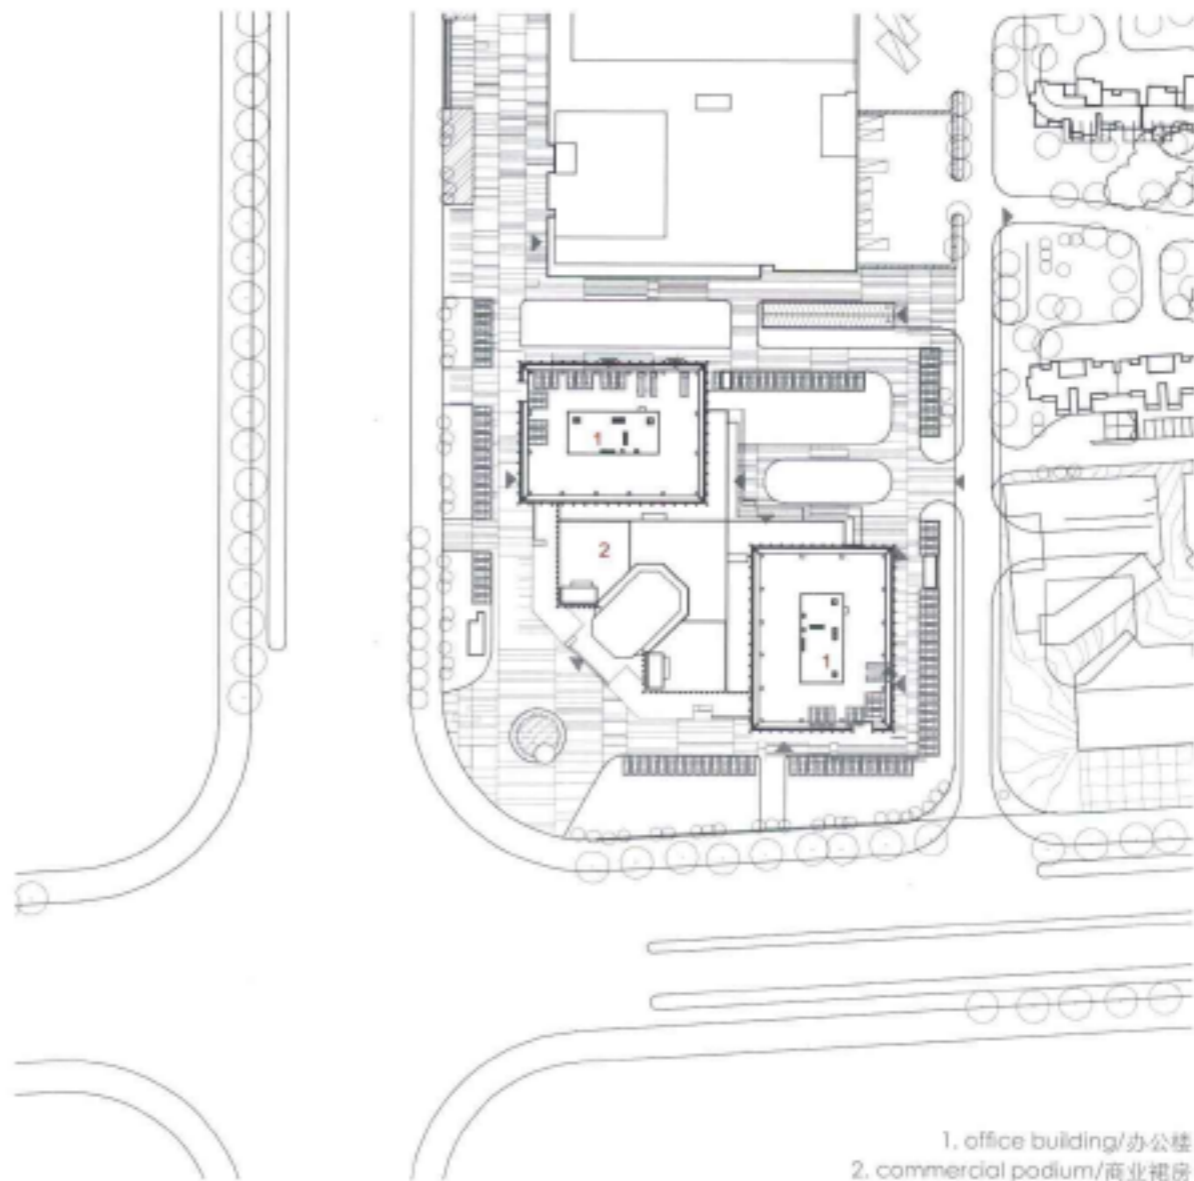 1
2
1
1. office building/办公楼
2. commercial podium/商业裙房